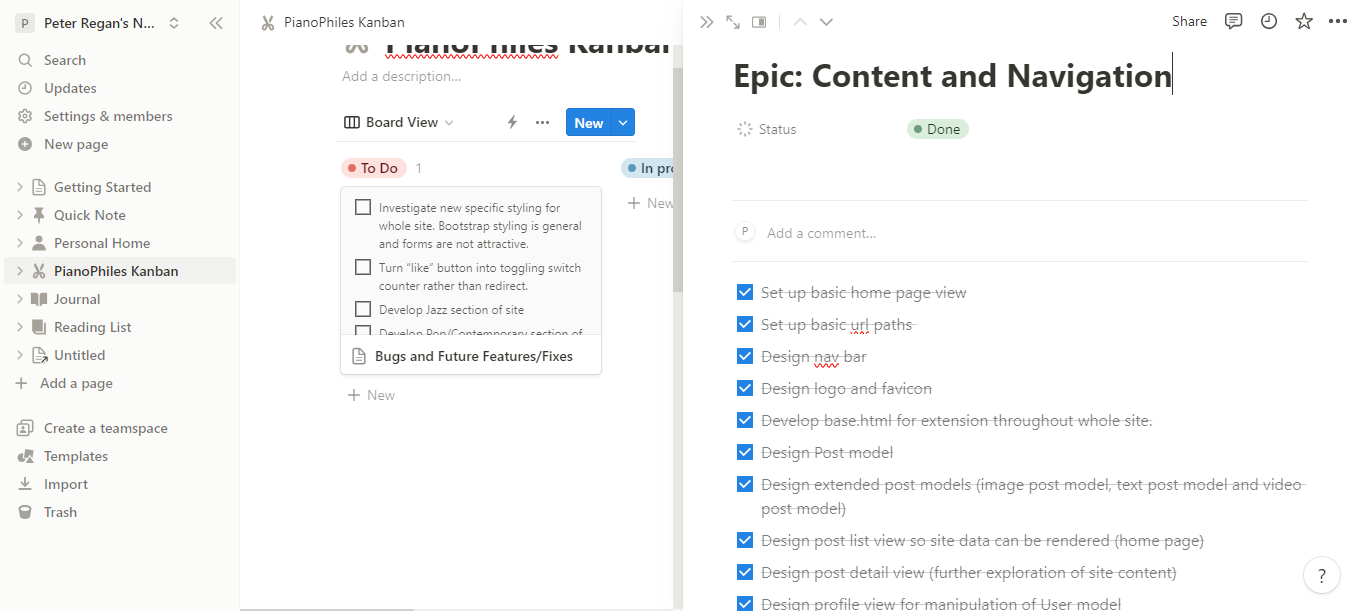 P Peter Regan's N...
Search
Updates
Settings & members
New page
Getting Started
Quick Note
Personal Home
PianoPhiles Kanban
Journal
Reading List
Untitled
Add a page
Create a teamspace
Templates
Import
Trash
PianoPhiles Kanban
PianoPhiles Kanban
Add a description...
Board View
New
To Do 1
Investigate new specific styling for
whole site. Bootstrap styling is general
and forms are not attractive.
Turn “like” button into toggling switch
counter rather than redirect.
Develop Jazz section of site
Develop Pop/Contemporary section of
Bugs and Future Features/Fixes
New
In pro
New
Share
Epic: Content and Navigation
Status Done
P Add a comment...
Set up basic home page view
Set up basic url paths
Design nav bar
Design logo and favicon
Develop base.html for extension throughout whole site.
Design Post model
Design extended post models (image post model, text post model and video
post model)
Design post list view so site data can be rendered (home page)
Design post detail view (further exploration of site content)
Design profile view for manipulation of User model
?